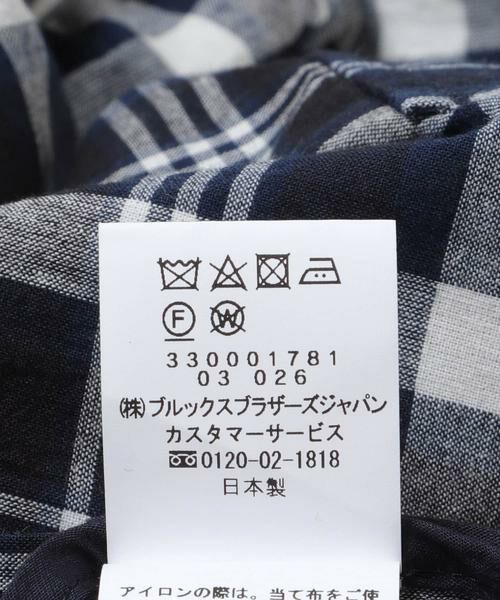 F W
330001781
03 026
㈱ブルックスブラザーズジャパン
カスタマーサービス
0120-02-1818
日本製
アイロンの際は。当て布をご使